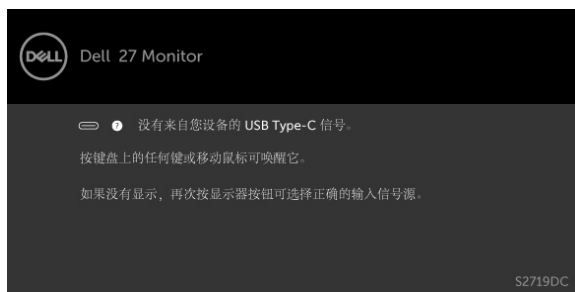 DELL
Dell 27 Monitor
? 没有来自您设备的 USB Type-C 信号。
按键盘上的任何键或移动鼠标可唤醒它。
如果没有显示，再次按显示器按钮可选择正确的输入信号源。
S2719DC